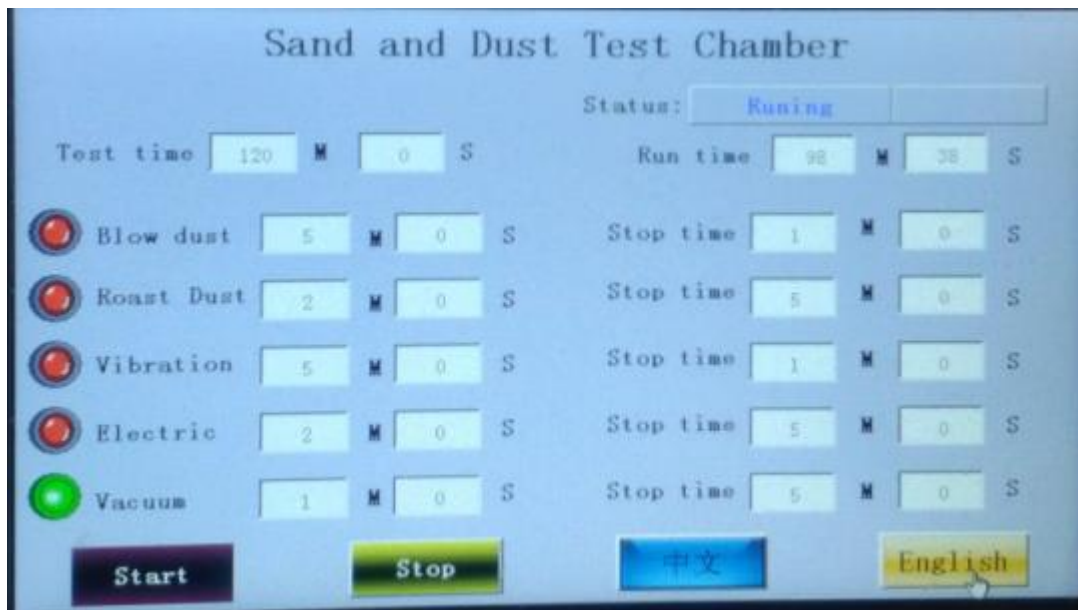 Sand and Dust Test Chamber
Status: Runing
Test time 120 M 0 S Run time 98 M 38 S
Blow dust 5 M 0 S Stop time 1 M 0 S
Roast Dust 2 M 0 S Stop time 5 M 0 S
Vibration 5 M 0 S Stop time 1 M 0 S
Electric 2 M 0 S Stop time 5 M 0 S
Vacuum 1 M 0 S Stop time 5 M 0 S
Start Stop 中文 English